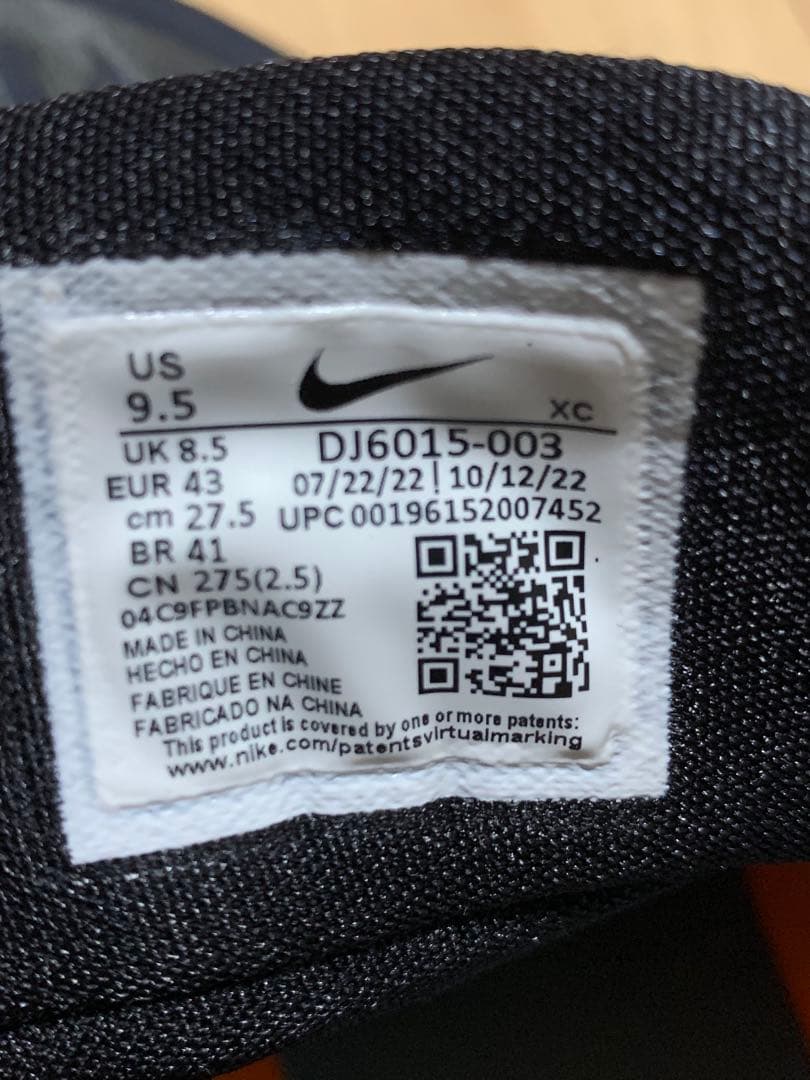 US
9.5
XC
UK 8.5
DJ6015-003
EUR 43
07/22/22 | 10/12/22
cm 27.5
UPC 00196152007452
BR 41
CN 275(2.5)
04C9FPBNAC9ZZ
MADE IN CHINA
HECHO EN CHINA
FABRIQUE EN CHINE
FABRICADO NA CHINA
This product is covered by one or more patents:
www.nike.com/patentsvirtualmarking